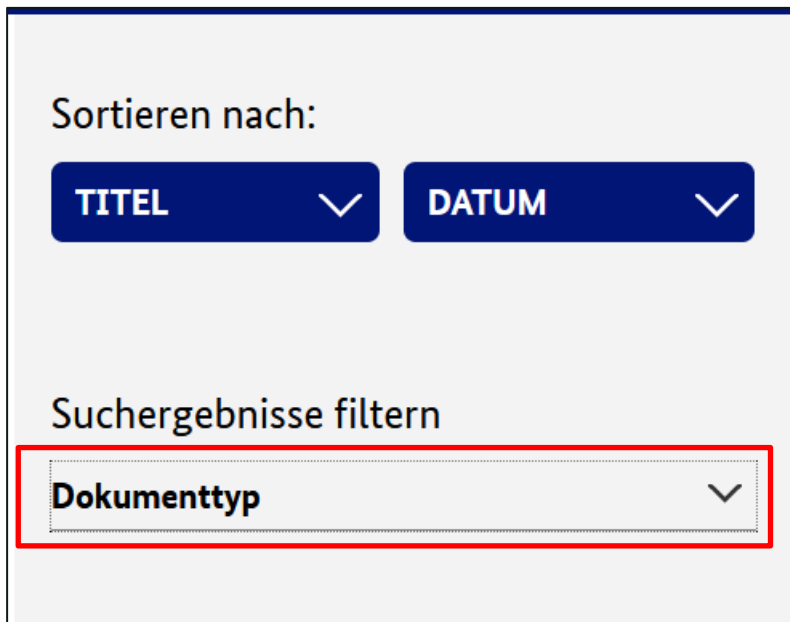 Sortieren nach:
TITEL DATUM
Suchergebnisse filtern
Dokumenttyp